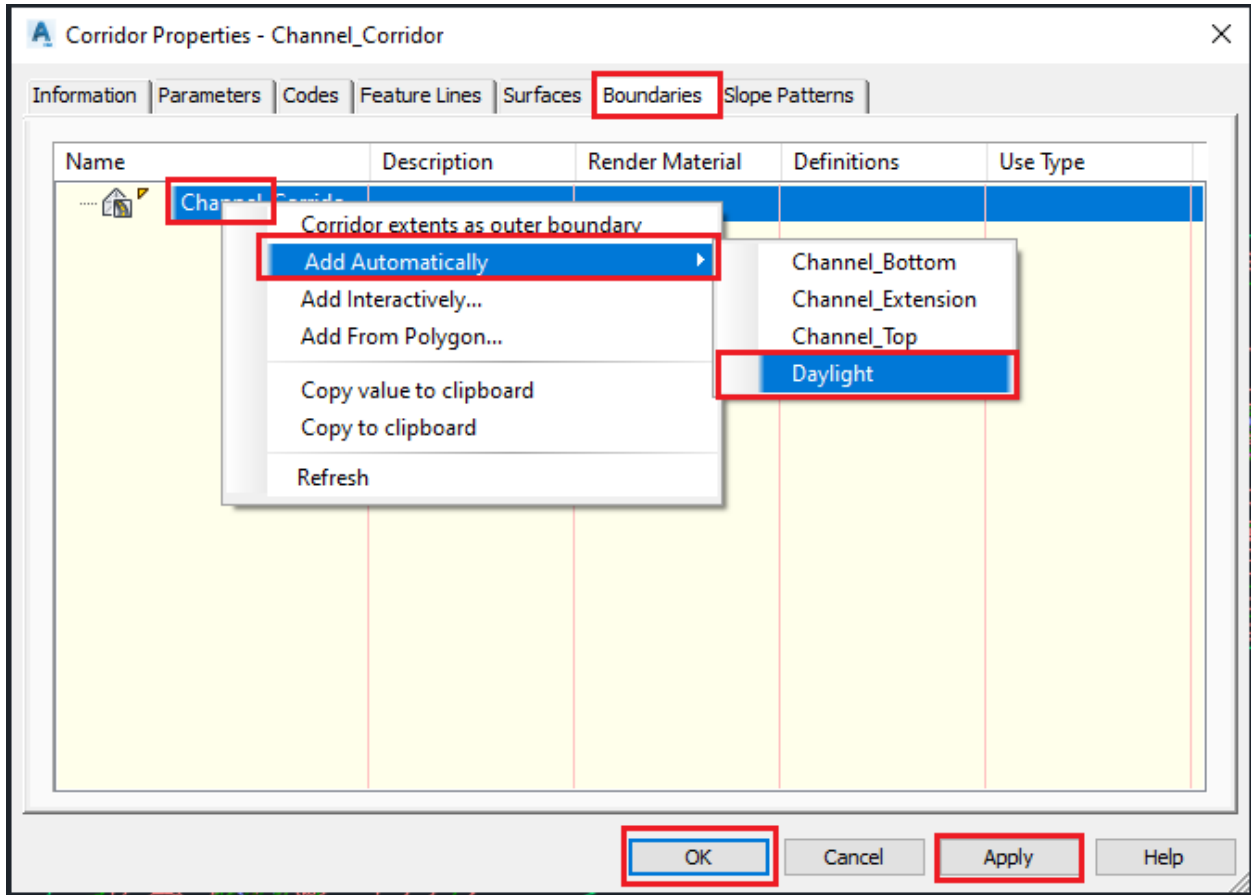 Corridor Properties - Channel_Corridor
Information Parameters Codes Feature Lines Surfaces Boundaries Slope Patterns
Name Description Render Material Definitions Use Type
Channel_Corrido
Corridor extents as outer boundary
Add Automatically
Add Interactively...
Add From Polygon...
Copy value to clipboard
Copy to clipboard
Refresh
Channel_Bottom
Channel_Extension
Channel_Top
Daylight
OK Cancel Apply Help